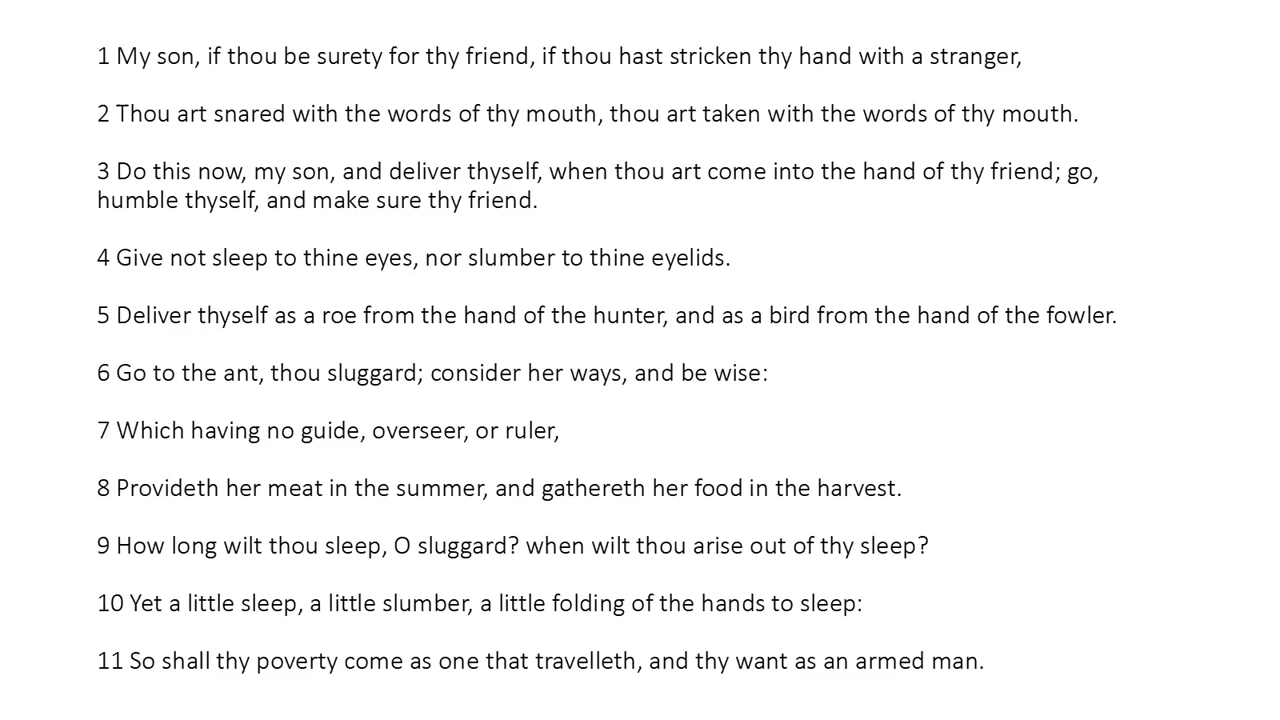 1 My son, if thou be surety for thy friend, if thou hast stricken thy hand with a stranger,
2 Thou art snared with the words of thy mouth, thou art taken with the words of thy mouth.
3 Do this now, my son, and deliver thyself, when thou art come into the hand of thy friend; go,
humble thyself, and make sure thy friend.
4 Give not sleep to thine eyes, nor slumber to thine eyelids.
5 Deliver thyself as a roe from the hand of the hunter, and as a bird from the hand of the fowler.
6 Go to the ant, thou sluggard; consider her ways, and be wise:
7 Which having no guide, overseer, or ruler,
8 Provideth her meat in the summer, and gathereth her food in the harvest.
9 How long wilt thou sleep, O sluggard? when wilt thou arise out of thy sleep?
10 Yet a little sleep, a little slumber, a little folding of the hands to sleep:
11 So shall thy poverty come as one that travelleth, and thy want as an armed man.